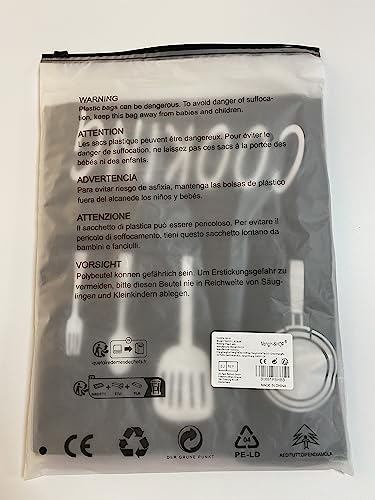 WARNING
Plastic bags can be dangerous. To avoid danger of suffoca-
tion, keep this bag away from babies and children.
ATTENTION
Les sacs plastique peuvent être dangereux. Pour éviter le
danger de suffocation, ne laissez pas ces sacs à la portée des
bébés ni des enfants.
ADVERTENCIA
Para evitar riesgo de asfixia, mantenga las bolsas de plástico
fuera del alcanede los niños y bebés.
ATTENZIONE
Il sacchetto di plastica può essere pericoloso. Per evitare il
pericolo di soffocamento, tieni questo sacchetto lontano da
bambini e fanciulli.
VORSICHT
Polybeutel können gefährlich sein. Um Erstickungsgefahr zu
vermeiden, bitte diesen Beutel nie in Reichweite von Säug-
lingen und Kleinkindern ablegen.
MADE IN CHINA
quefairedemesdechets.fr
CE
DER GRÜNE PUNKT
04
PE-LD
AEDITUTTDIPENDIAMOLA